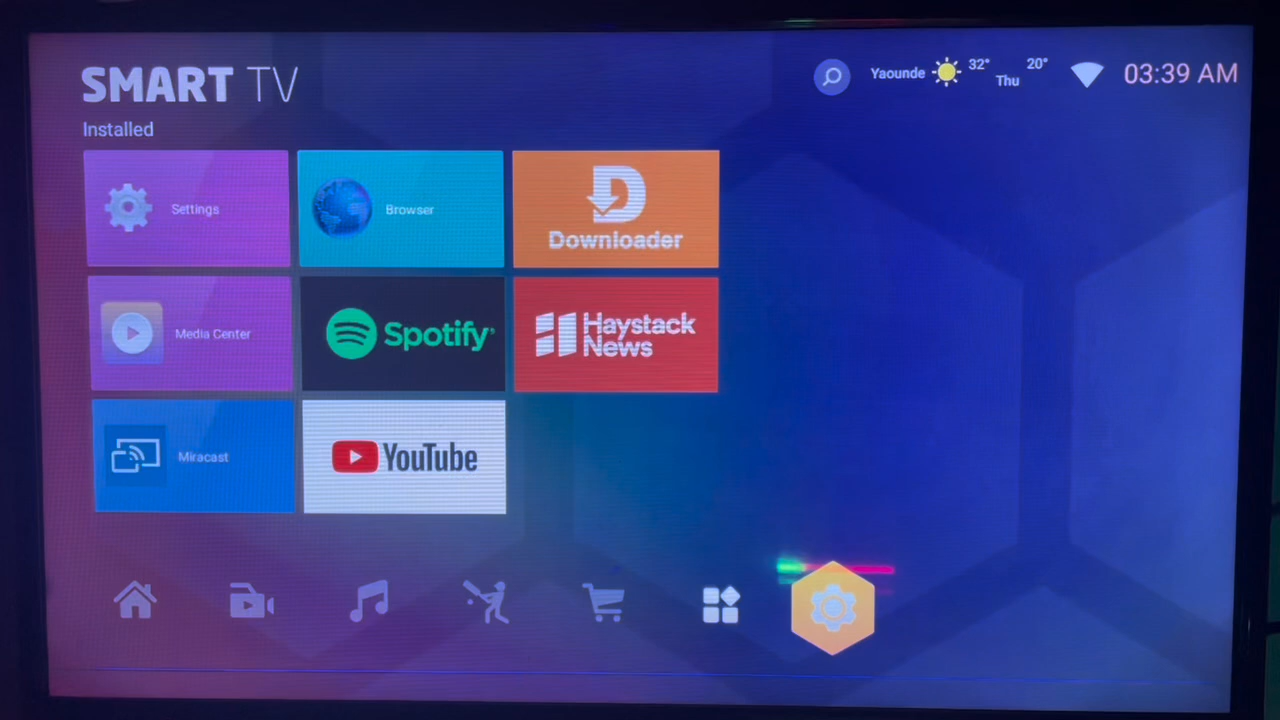 SMART TV
Yaounde 32° Thu 20° 03:39 AM
Installed
Settings
Browser
D
Downloader
Media Center
Spotify
Haystack
News
Miracast
YouTube